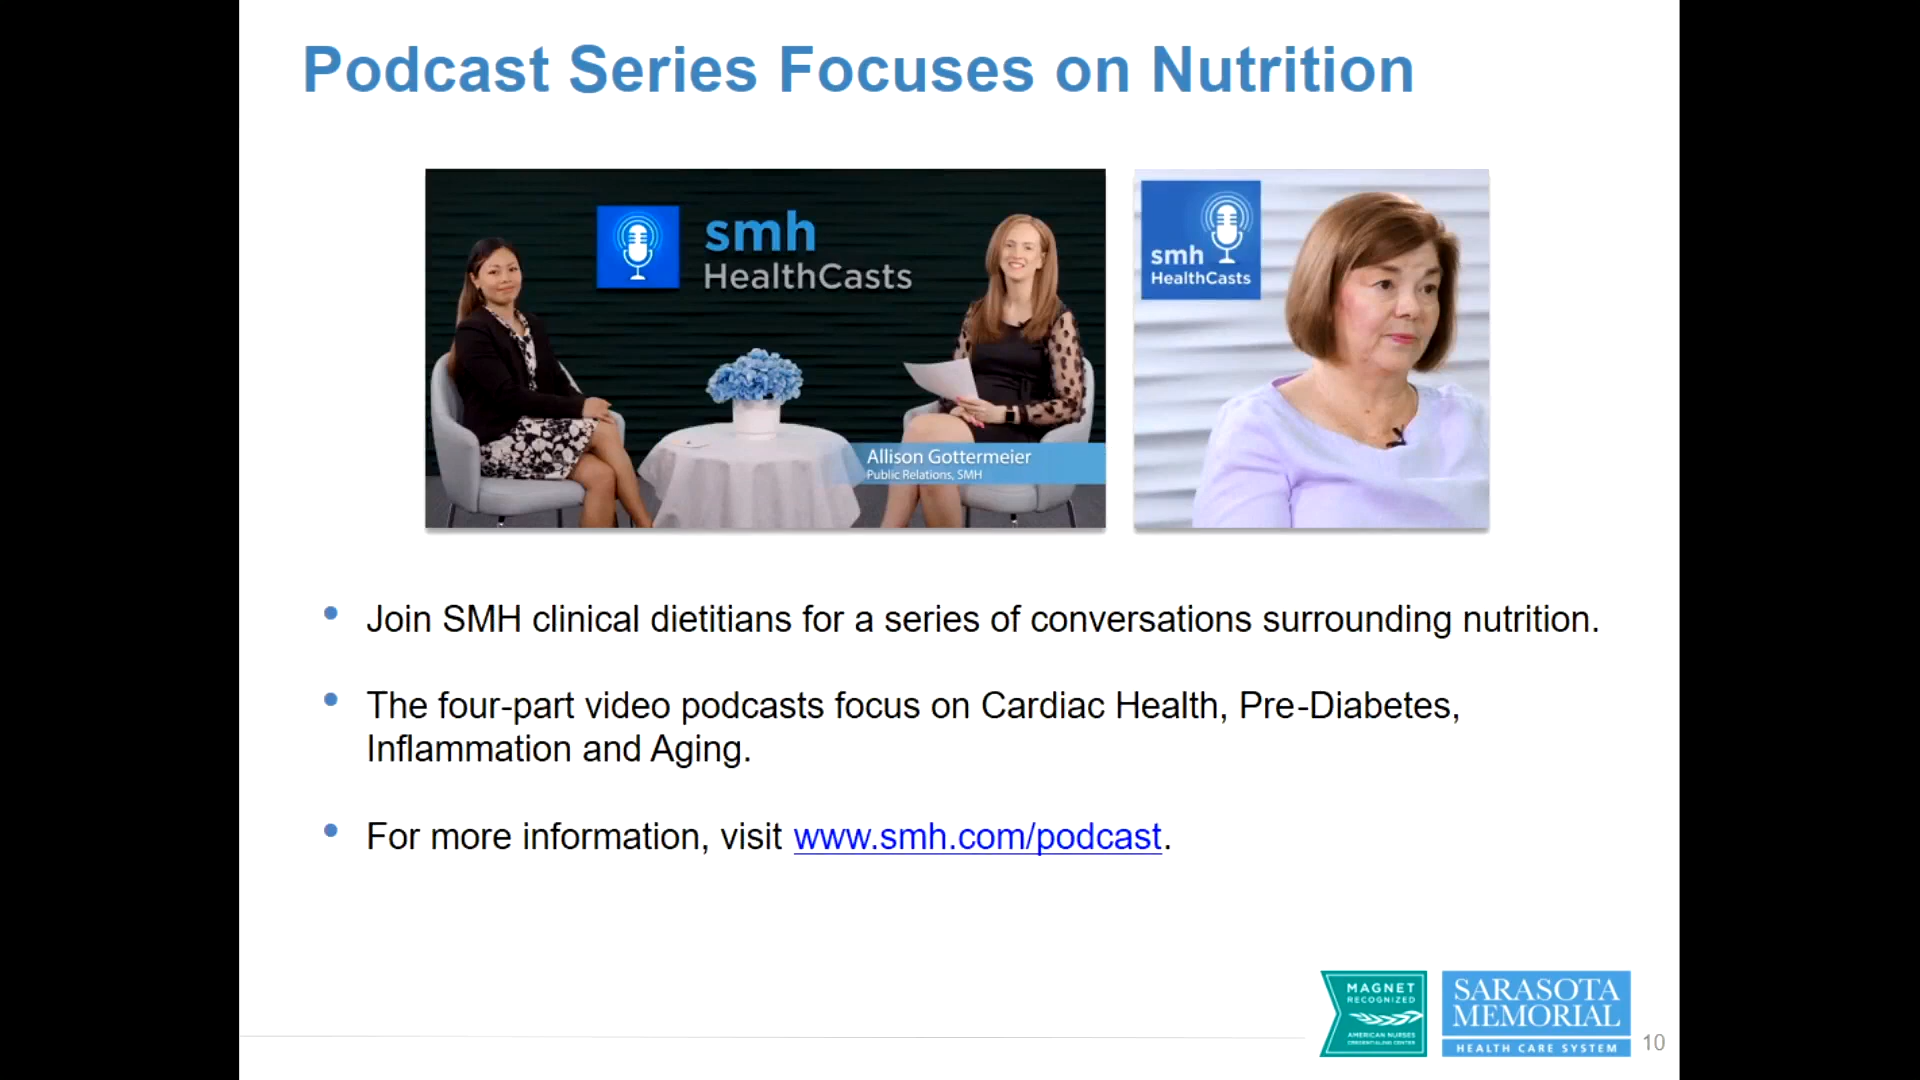 Podcast Series Focuses on Nutrition
smh
HealthCasts
Allison Gottermeier
Public Relations, SMH
smh
HealthCasts
• Join SMH clinical dietitians for a series of conversations surrounding nutrition.
• The four-part video podcasts focus on Cardiac Health, Pre-Diabetes,
Inflammation and Aging.
• For more information, visit www.smh.com/podcast.
MAGNET
RECOGNIZED
AMERICAN NURSES
CREDENTIALING CENTER
SARASOTA
MEMORIAL
HEALTH CARE SYSTEM
10